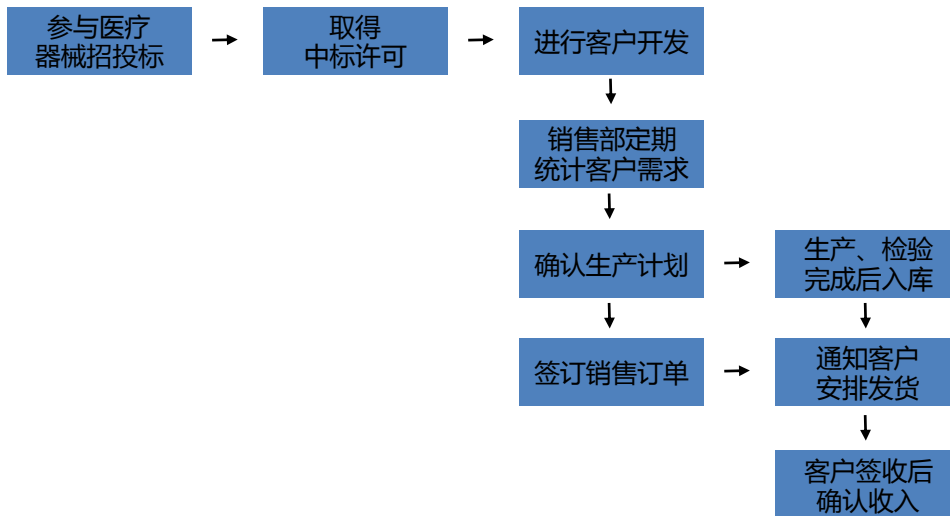 参与医疗
器械招投标
取得
中标许可
进行客户开发
销售部定期
统计客户需求
确认生产计划
生产、检验
完成后入库
签订销售订单
通知客户
安排发货
客户签收后
确认收入